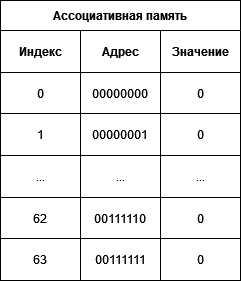 Ассоциативная память
Индекс Адрес Значение
0 00000000 0
1 00000001 0
... ... ...
62 00111110 0
63 00111111 0